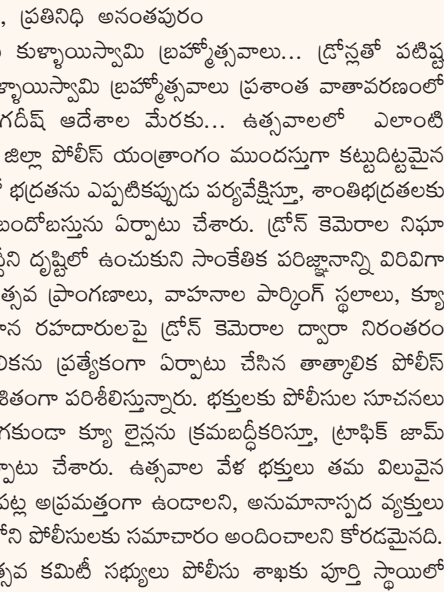 , ప్రతినిధి అనంతపురం
కుళ్ళాయిస్వామి బ్రహ్మోత్సవాలు... డ్రోన్లతో పటిష్ట
ళ్ళాయిస్వామి బ్రహ్మోత్సవాలు ప్రశాంత వాతావరణంలో
గదీష్ ఆదేశాల మేరకు... ఉత్సవాలలో ఎలాంటి
జిల్లా పోలీస్ యంత్రాంగం ముందస్తుగా కట్టుదిట్టమైన
భద్రతను ఎప్పటికప్పుడు పర్యవేక్షిస్తూ, శాంతిభద్రతలకు
బందోబస్తును ఏర్పాటు చేశారు. డ్రోన్ కెమెరాల నిఘా
దృష్టిలో ఉంచుకుని సాంకేతిక పరిజ్ఞానాన్ని విరివిగా
త్సవ ప్రాంగణాలు, వాహనాల పార్కింగ్ స్థలాలు, క్యూ
న రహదారులపై డ్రోన్ కెమెరాల ద్వారా నిరంతరం
లికను ప్రత్యేకంగా ఏర్పాటు చేసిన తాత్కాలిక పోలీస్
శితంగా పరిశీలిస్తున్నారు. భక్తులకు పోలీసుల సూచనలు
గకుండా క్యూ లైన్లను క్రమబద్ధీకరిస్తూ, ట్రాఫిక్ జామ్
ర్పాటు చేశారు. ఉత్సవాల వేళ భక్తులు తమ విలువైన
పట్ల అప్రమత్తంగా ఉండాలని, అనుమానాస్పద వ్యక్తులు
ని పోలీసులకు సమాచారం అందించాలని కోరడమైనది.
త్సవ కమిటీ సభ్యులు పోలీసు శాఖకు పూర్తి స్థాయిలో